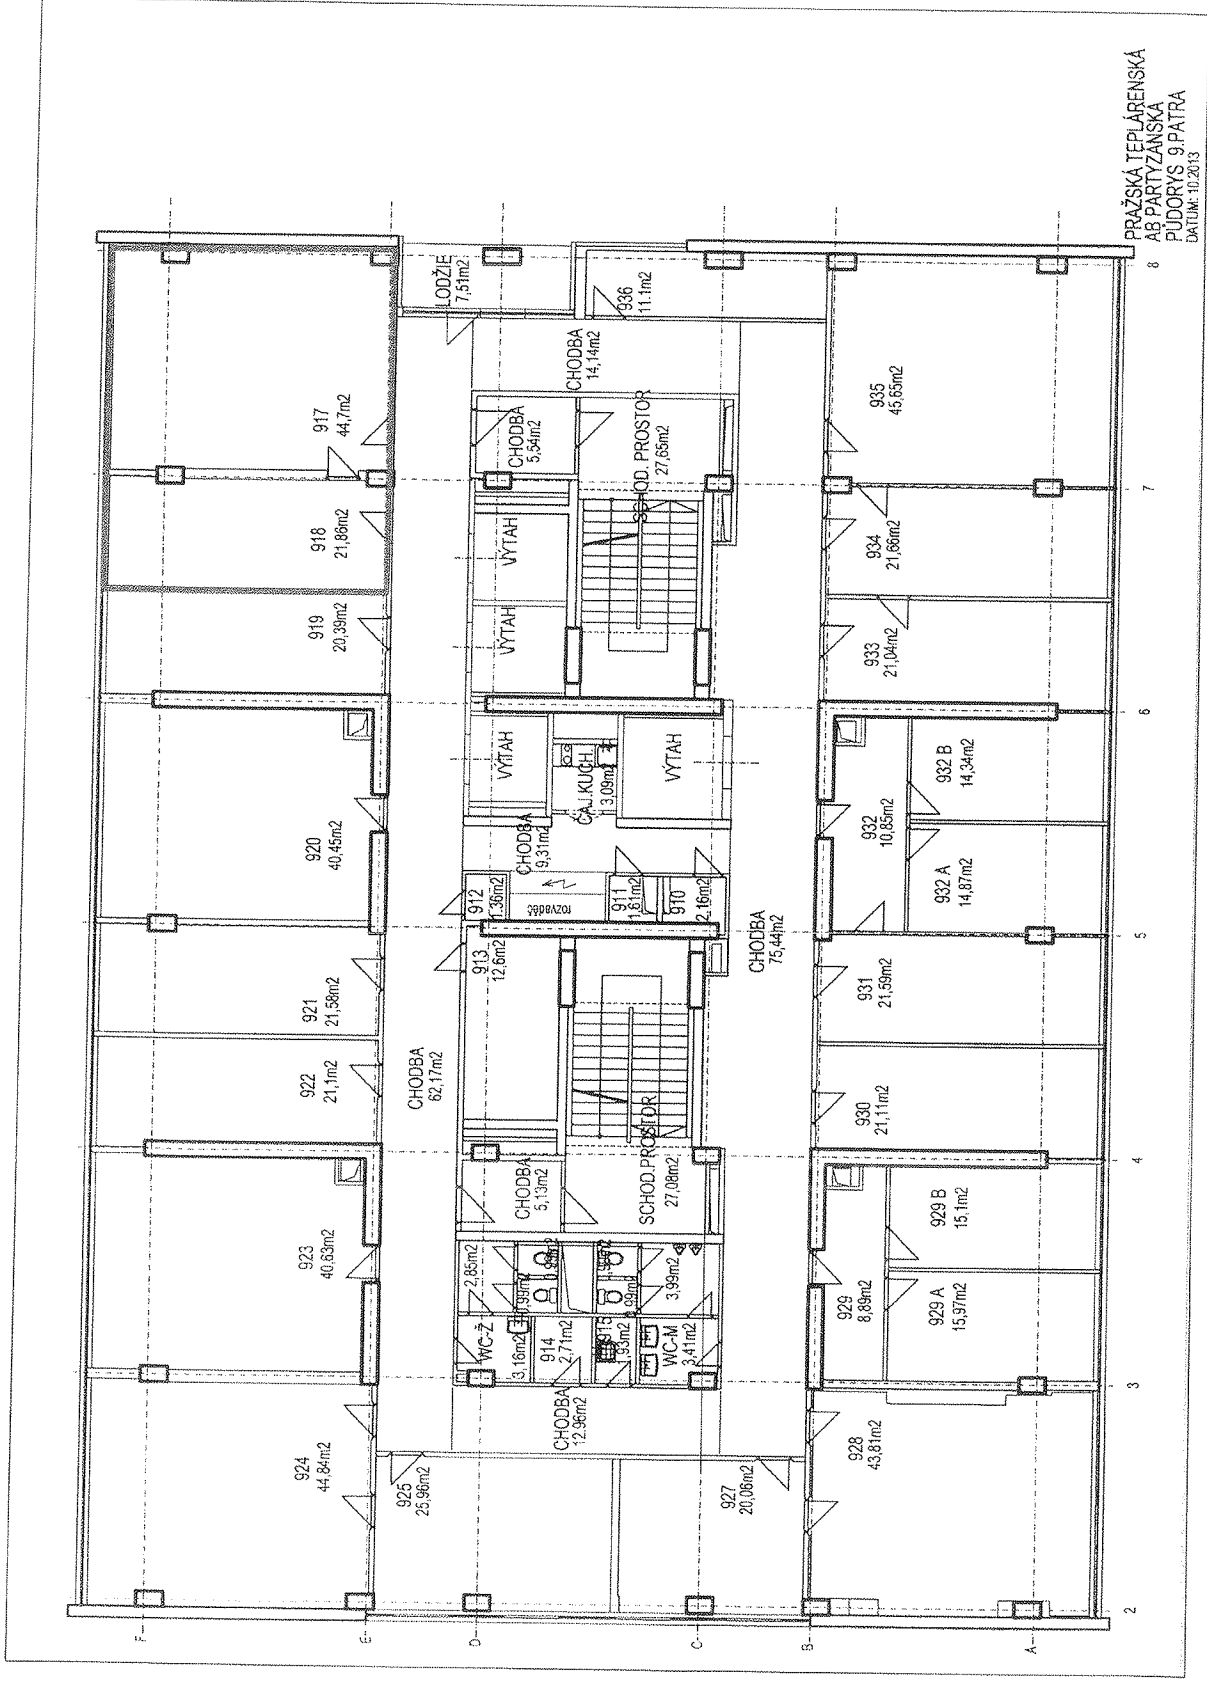 PRAŽSKÁ TEPLÁRENSKÁ
AB PARTYZÁNSKÁ
PŮDORYS 9.PATRA
DATUM: 10.2013
F
E
D
C
B
A
2
3
4
5
6
7
8
924
44,84m2
923
40,63m2
922
21,1m2
921
21,58m2
920
40,45m2
919
20,39m2
918
21,86m2
917
44,7m2
LODŽIE
7,51m2
936
11.1m2
CHODBA
14,14m2
CHODBA
5,54m2
SCHOD. PROSTOR
27,65m2
VÝTAH
VÝTAH
VÝTAH
VÝTAH
ČAJ.KUCH.
3,09m2
CHODBA
9,31m2
912
1,36m2
rozvaděč
911
1,61m2
910
2,16m2
913
12,6m2
CHODBA
62,17m2
CHODBA
75,44m2
CHODBA
5,13m2
SCHOD.PROSTOR
27,08m2
2,85m2
0,99m2
3,99m2
WC-Ž
3,16m2
914
2,71m2
915
93m2
WC-M
3,41m2
CHODBA
12,96m2
925
25,96m2
927
20,06m2
928
43,81m2
929
8,89m2
929 A
15,97m2
929 B
15,1m2
930
21,11m2
931
21,59m2
932
10,85m2
932 A
14,87m2
932 B
14,34m2
933
21,04m2
934
21,66m2
935
45,65m2